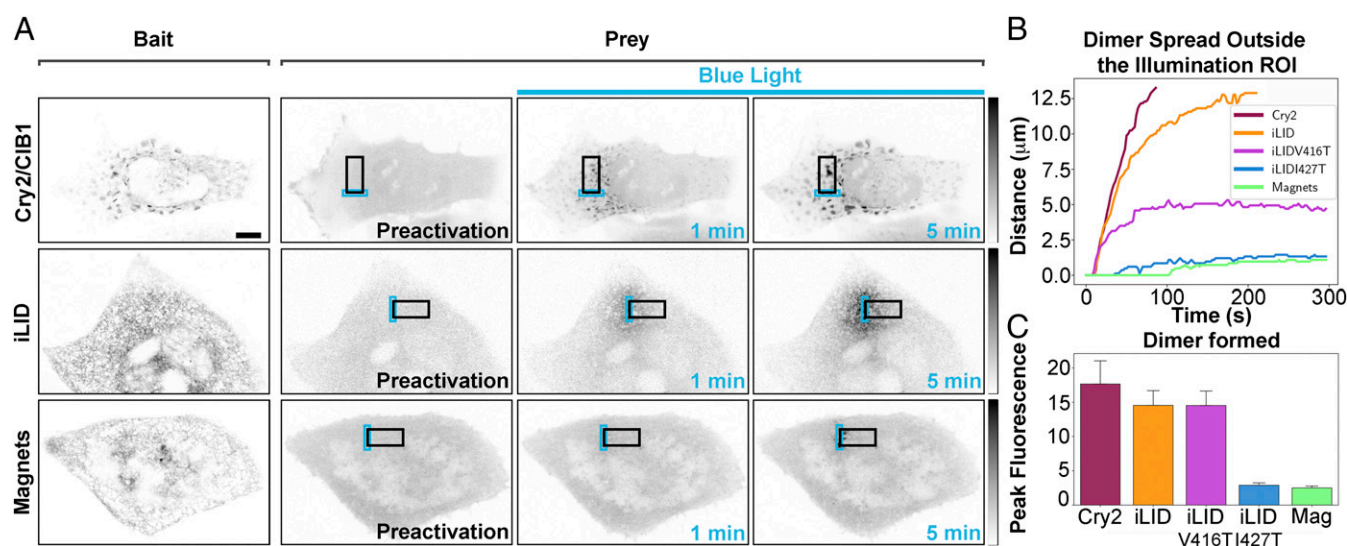 A
Bait
Prey
Blue Light
Cry2/CIB1
Preactivation
1 min
5 min
iLID
Preactivation
1 min
5 min
Magnets
Preactivation
1 min
5 min
B
Dimer Spread Outside
the Illumination ROI
Distance (μm)
12.5
10.0
7.5
5.0
2.5
0.0
Cry2
iLID
iLIDV416T
iLIDI427T
Magnets
0 100 200 300
Time (s)
C
Dimer formed
Peak Fluorescence
20
15
10
5
0
Cry2 iLID iLID iLID Mag
V416T I427T